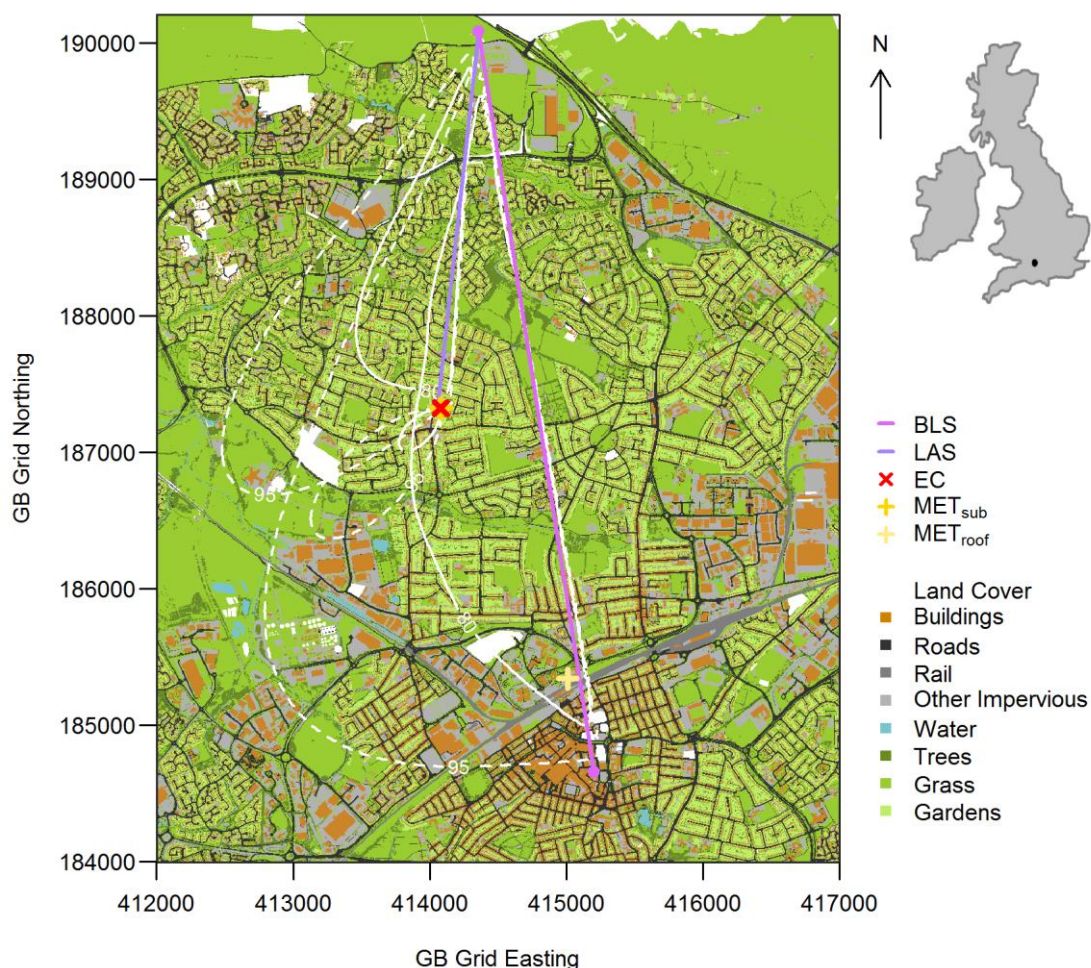 190000
189000
188000
187000
186000
185000
184000
GB Grid Northing
412000 413000 414000 415000 416000 417000
GB Grid Easting
N
80
80
95
80
95
BLS
LAS
EC
METsub
METroof
Land Cover
Buildings
Roads
Rail
Other Impervious
Water
Trees
Grass
Gardens